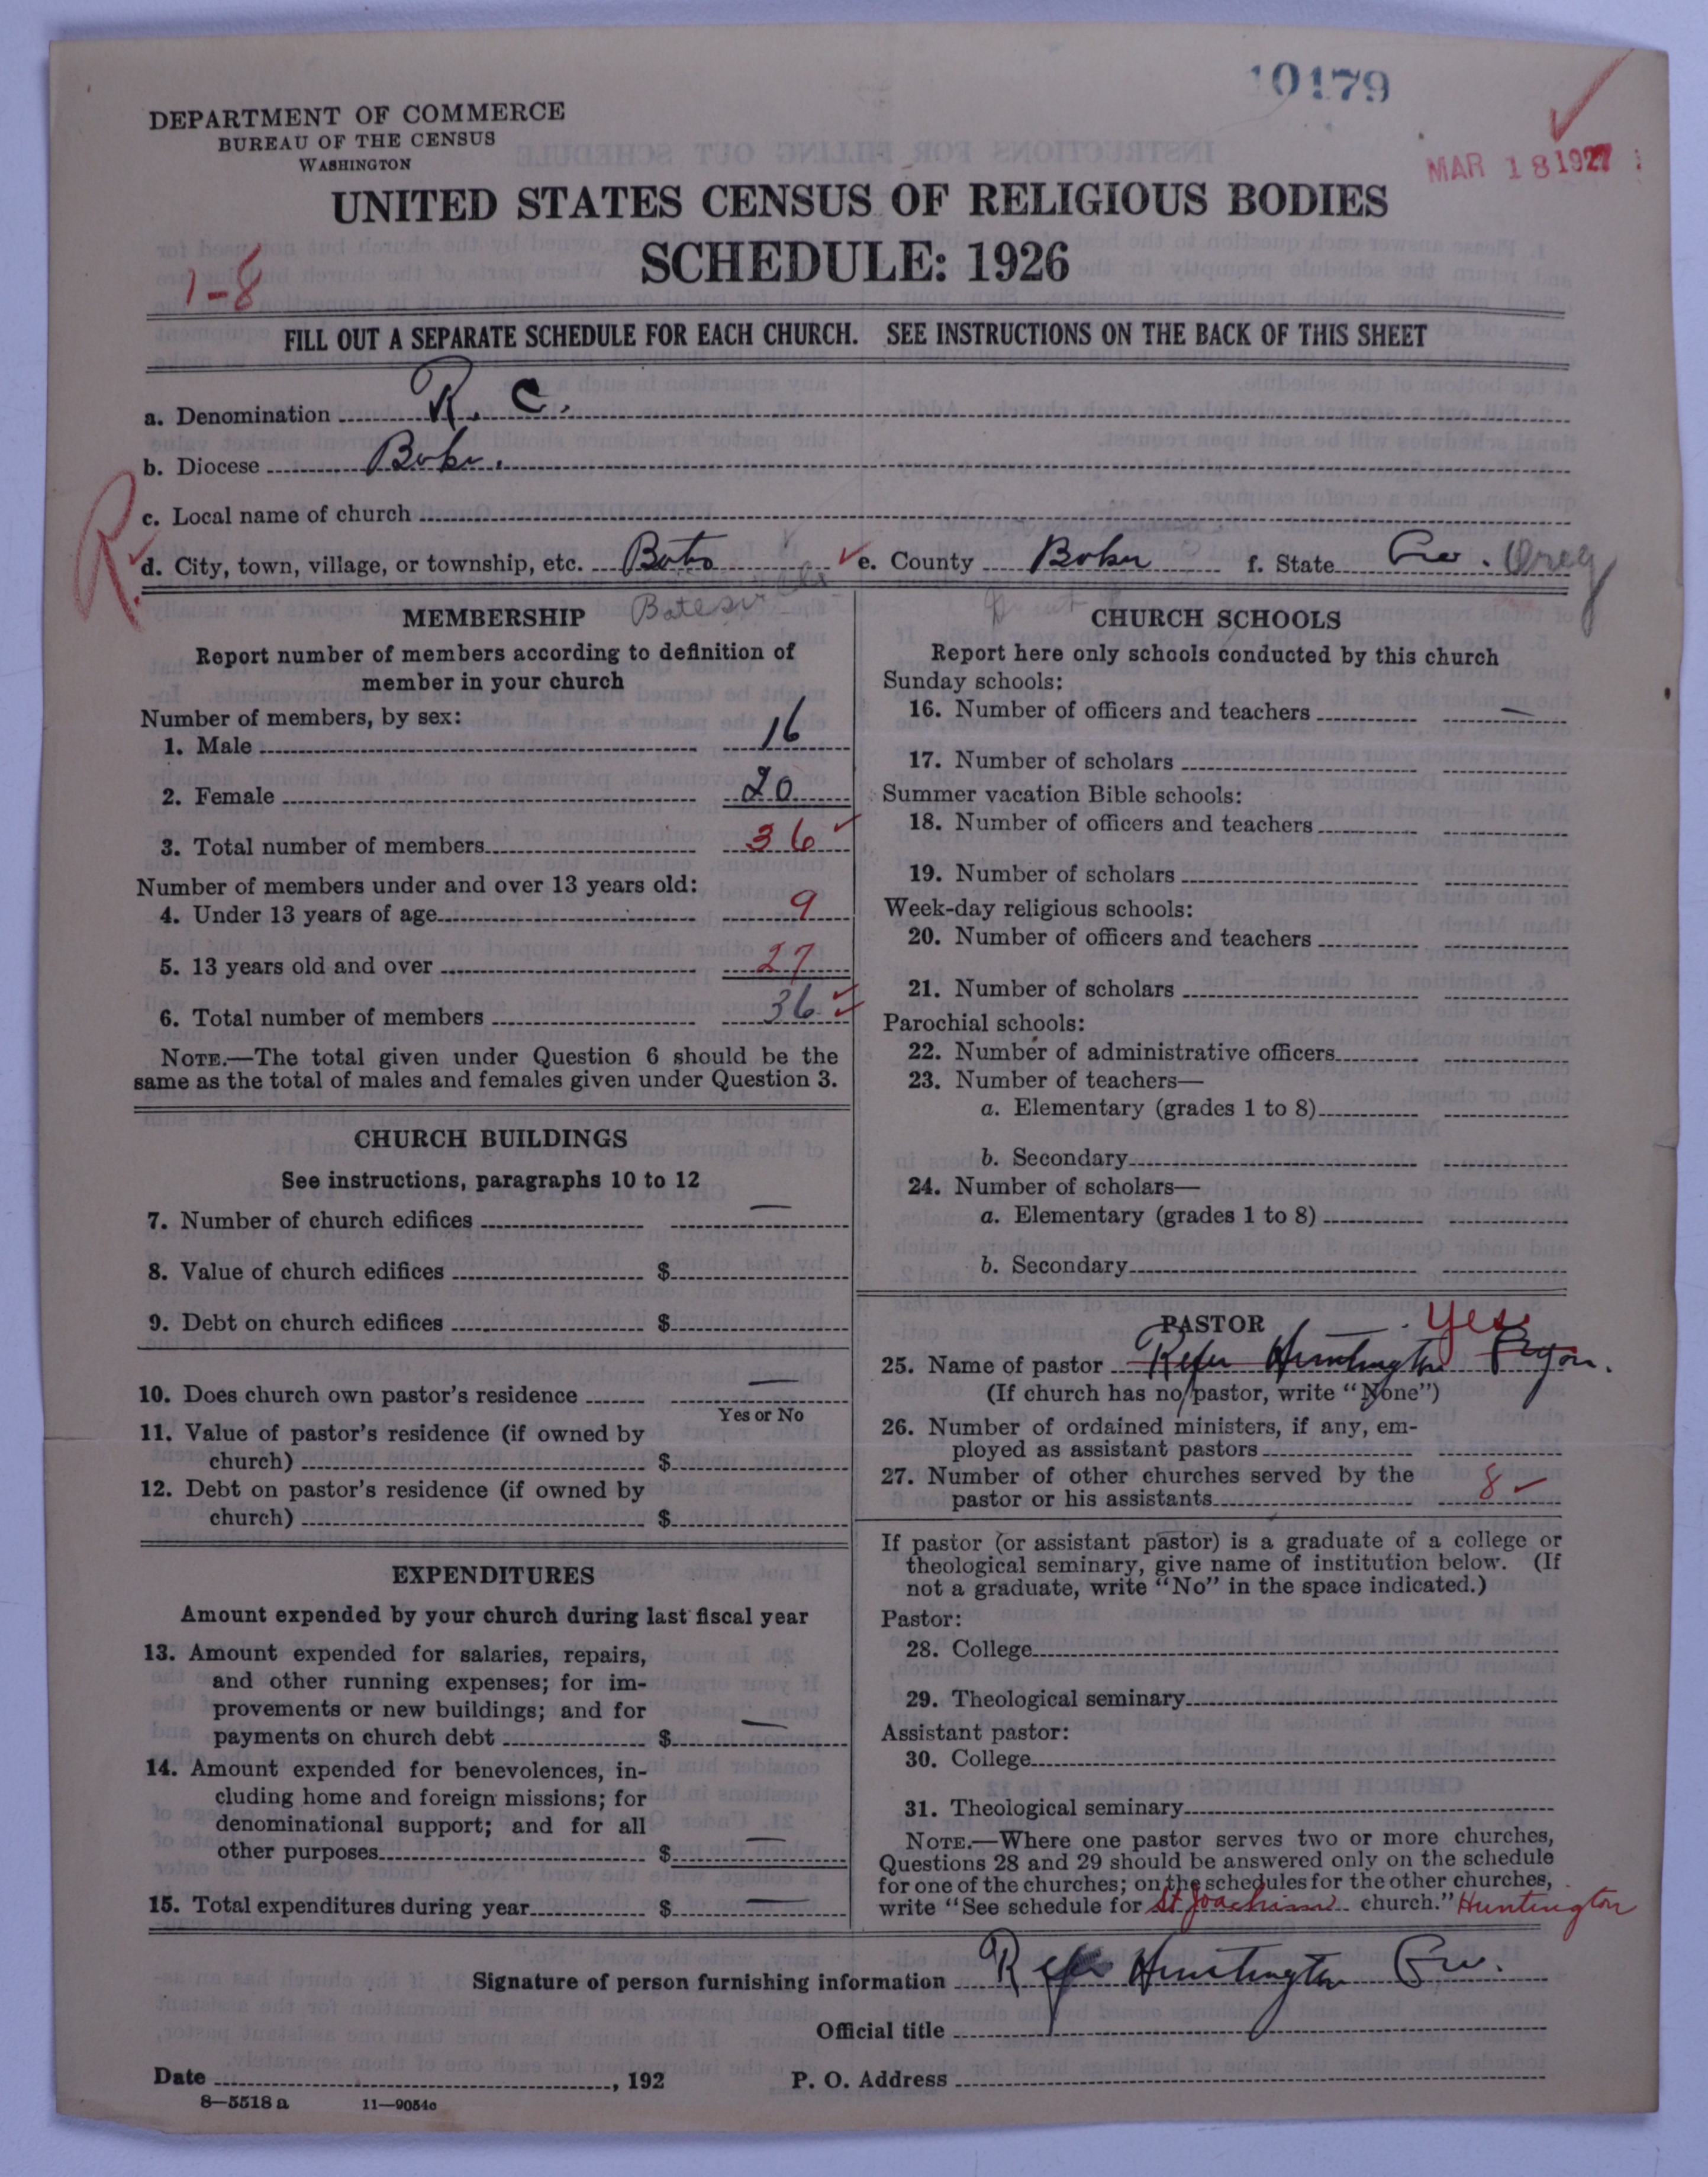 10179
DEPARTMENT OF COMMERCE
BUREAU OF THE CENSUS
WASHINGTON
MAR 18 1927
UNITED STATES CENSUS OF RELIGIOUS BODIES
SCHEDULE: 1926
1-8
FILL OUT A SEPARATE SCHEDULE FOR EACH CHURCH. SEE INSTRUCTIONS ON THE BACK OF THIS SHEET
a. Denomination R. C.
b. Diocese Baker.
c. Local name of church
R.
d. City, town, village, or township, etc. Bates e. County Baker f. State Ore. Oreg
Batesville Grant
MEMBERSHIP
Report number of members according to definition of
member in your church
Number of members, by sex:
1. Male 16
2. Female 20
3. Total number of members 36
Number of members under and over 13 years old:
4. Under 13 years of age 9
5. 13 years old and over 27
6. Total number of members 36
NOTE.—The total given under Question 6 should be the
same as the total of males and females given under Question 3.
CHURCH BUILDINGS
See instructions, paragraphs 10 to 12
7. Number of church edifices —
8. Value of church edifices $
9. Debt on church edifices $
10. Does church own pastor's residence —
Yes or No
11. Value of pastor's residence (if owned by
church) $
12. Debt on pastor's residence (if owned by
church) $
EXPENDITURES
Amount expended by your church during last fiscal year
13. Amount expended for salaries, repairs,
and other running expenses; for im-
provements or new buildings; and for
payments on church debt $ —
14. Amount expended for benevolences, in-
cluding home and foreign missions; for
denominational support; and for all
other purposes $ —
15. Total expenditures during year $ —
CHURCH SCHOOLS
Report here only schools conducted by this church
Sunday schools:
16. Number of officers and teachers —
17. Number of scholars
Summer vacation Bible schools:
18. Number of officers and teachers
19. Number of scholars
Week-day religious schools:
20. Number of officers and teachers
21. Number of scholars
Parochial schools:
22. Number of administrative officers
23. Number of teachers—
a. Elementary (grades 1 to 8)
b. Secondary
24. Number of scholars—
a. Elementary (grades 1 to 8)
b. Secondary
PASTOR Yes
25. Name of pastor Refer Huntington
(If church has no pastor, write "None")
26. Number of ordained ministers, if any, em-
ployed as assistant pastors
27. Number of other churches served by the
pastor or his assistants 8
If pastor (or assistant pastor) is a graduate of a college or
theological seminary, give name of institution below. (If
not a graduate, write "No" in the space indicated.)
Pastor:
28. College
29. Theological seminary
Assistant pastor:
30. College
31. Theological seminary
NOTE.—Where one pastor serves two or more churches,
Questions 28 and 29 should be answered only on the schedule
for one of the churches; on the schedules for the other churches,
write "See schedule for St Joachims church." Huntington
Signature of person furnishing information Refer Huntington Ore.
Official title
Date , 192 P. O. Address
8—5518 a 11—9054c